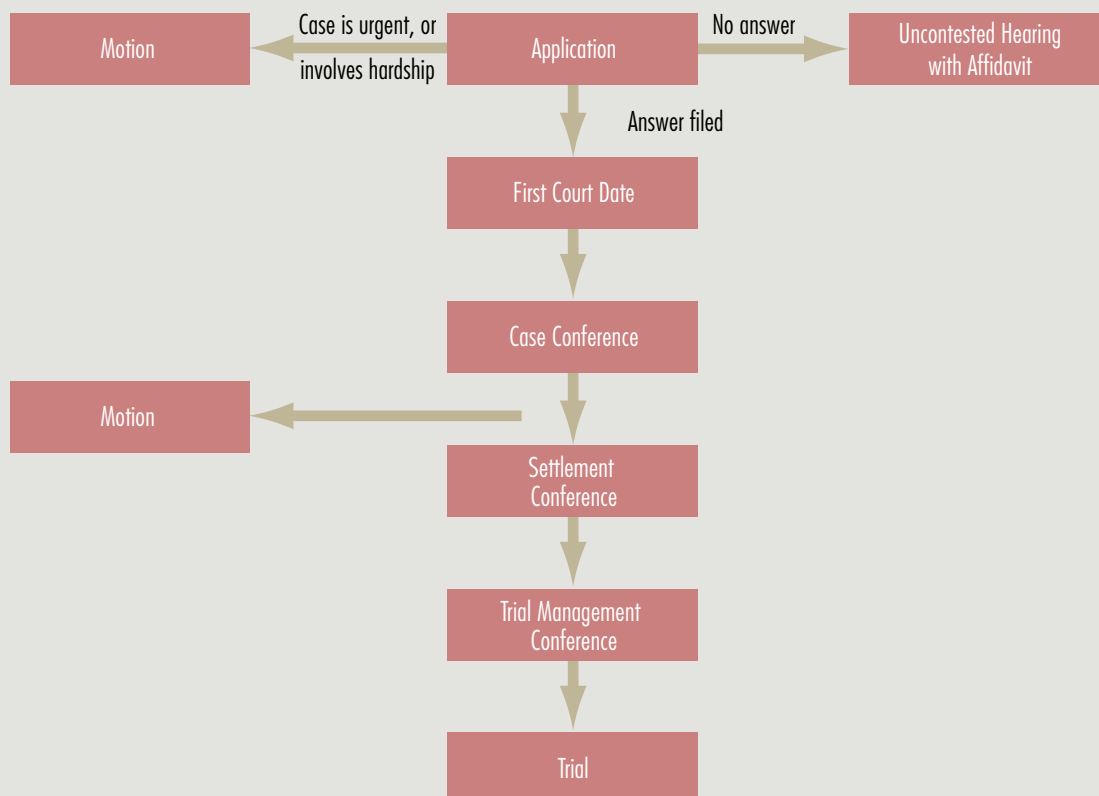 Motion
Case is urgent, or
involves hardship
Application
No answer
Uncontested Hearing
with Affidavit
Answer filed
First Court Date
Case Conference
Motion
Settlement
Conference
Trial Management
Conference
Trial